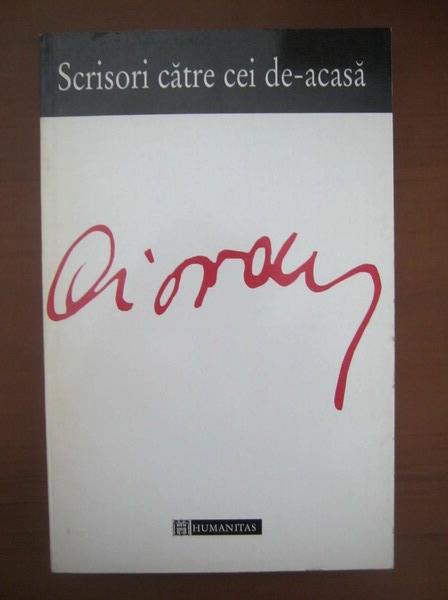 Scrisori către cei de-acasă
Cioran
HUMANITAS